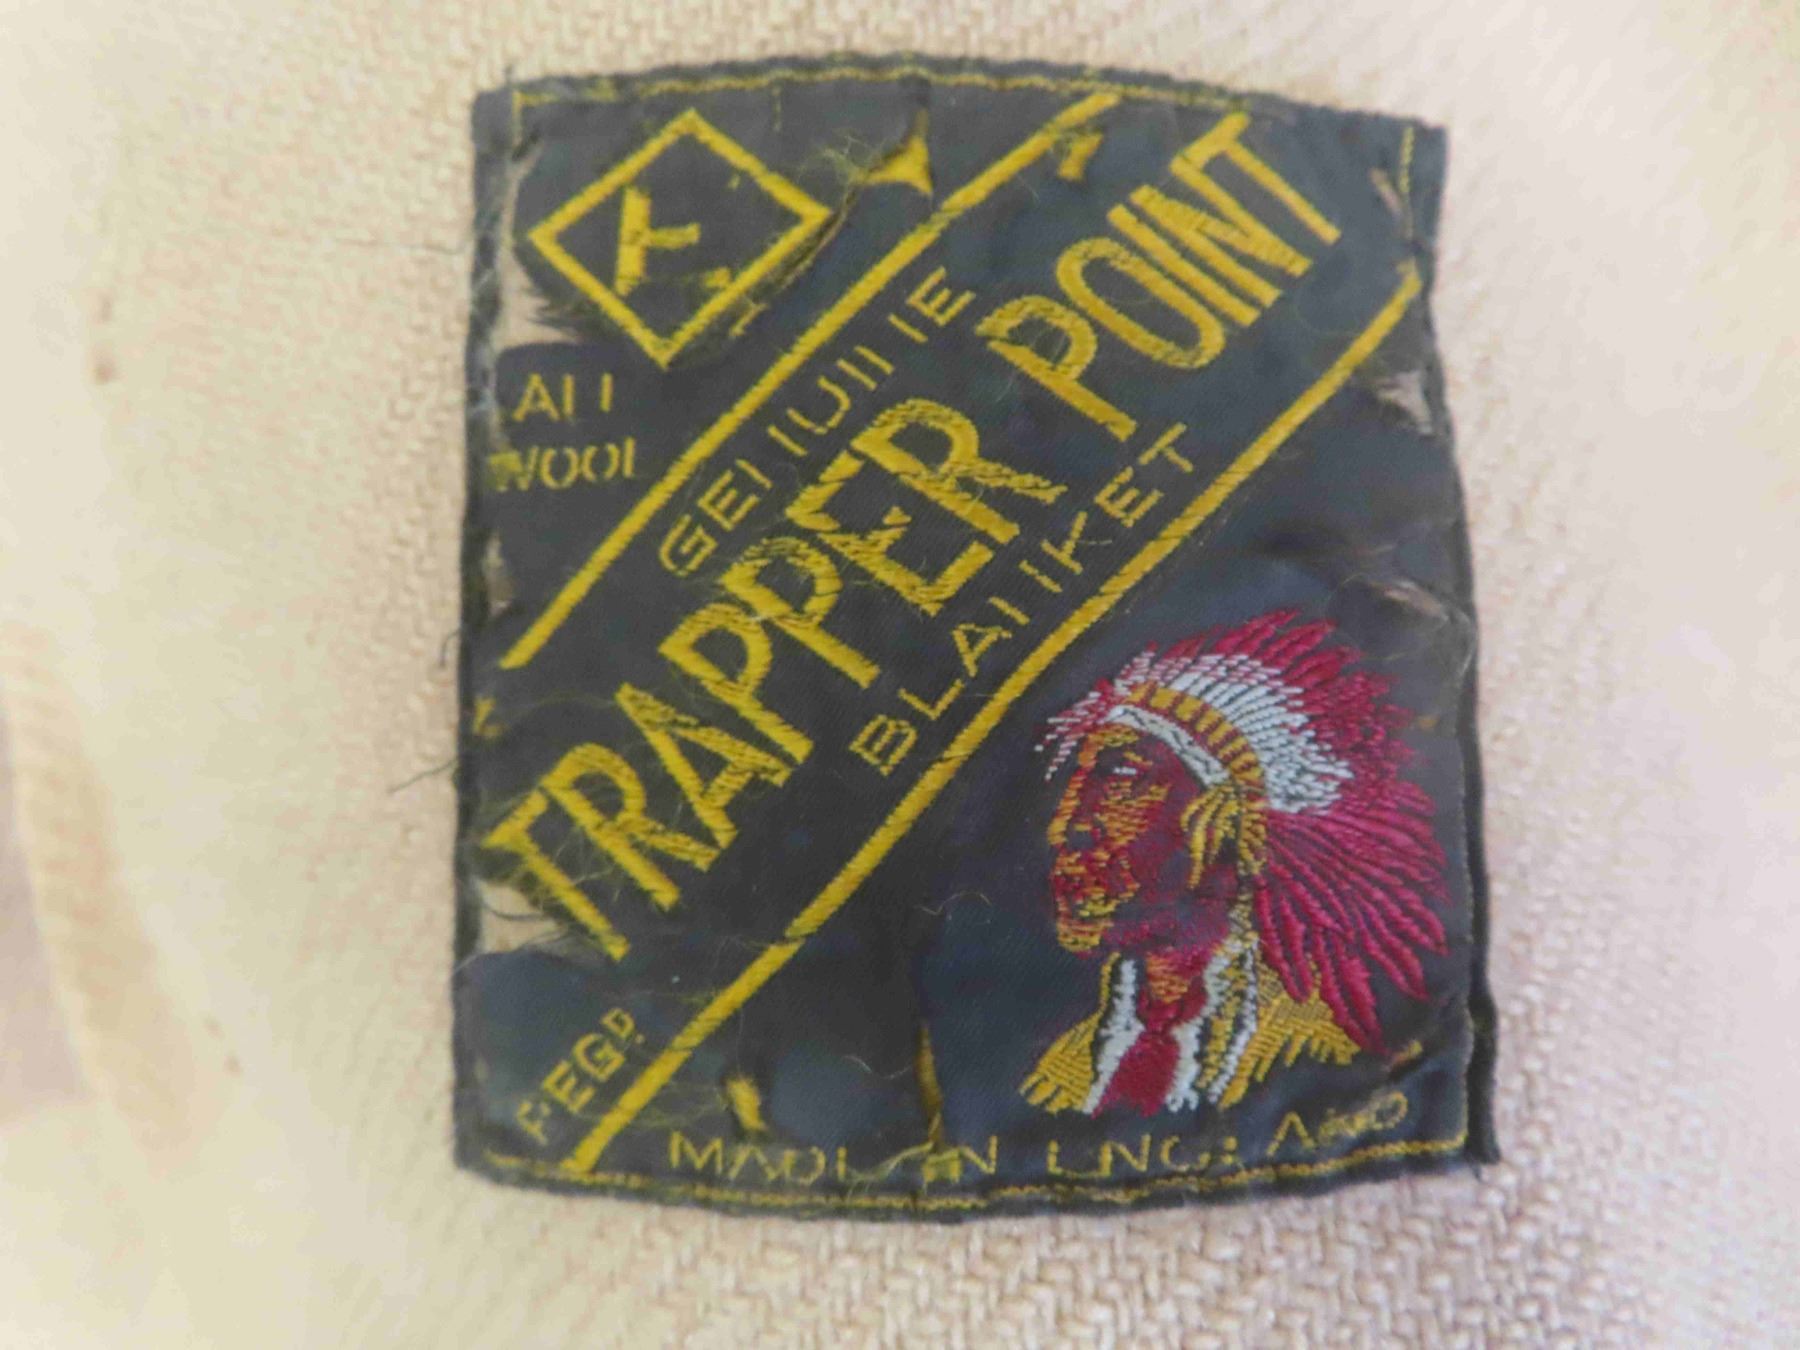 K
ALL
WOOL
GENUINE
TRAPPER POINT
BLANKET
REGD
MADE IN ENGLAND